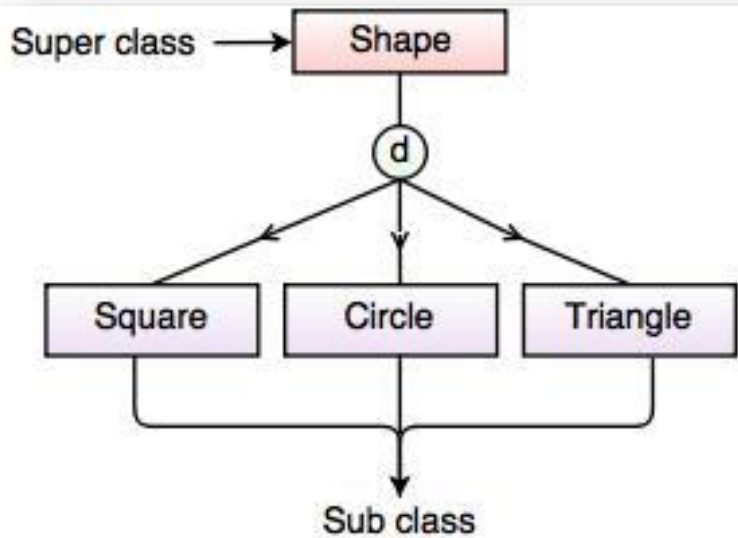 Super class
Shape
d
Square
Circle
Triangle
Sub class